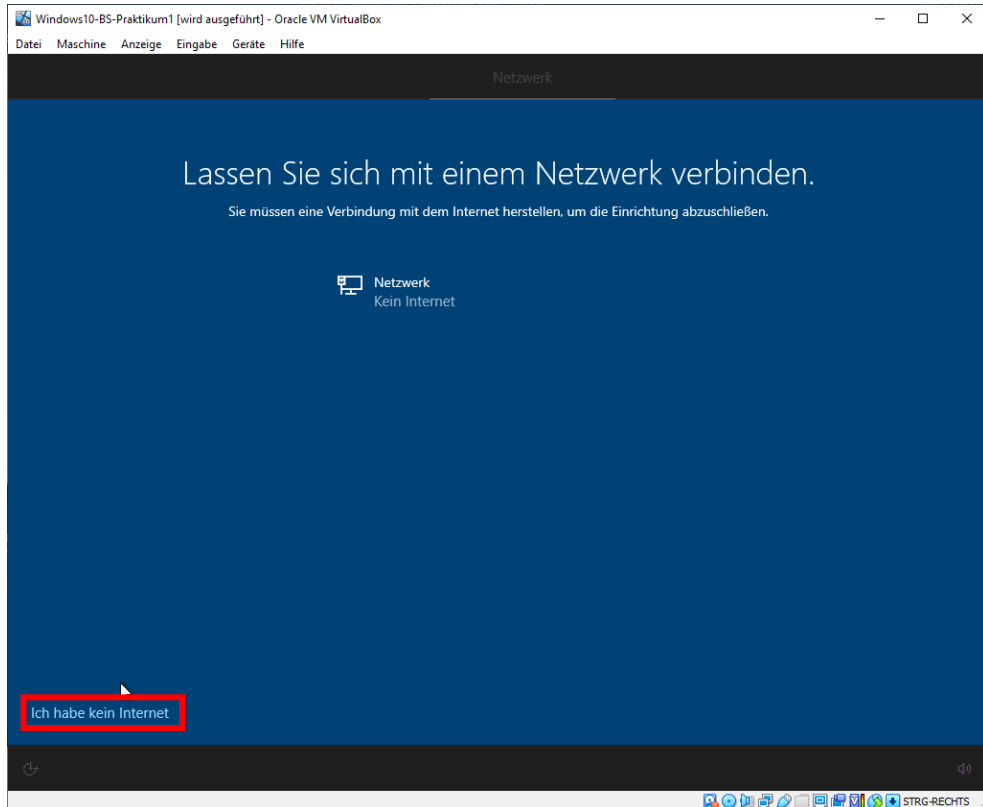 Windows10-BS-Praktikum1 [wird ausgeführt] - Oracle VM VirtualBox
Datei Maschine Anzeige Eingabe Geräte Hilfe
Netzwerk
Lassen Sie sich mit einem Netzwerk verbinden.
Sie müssen eine Verbindung mit dem Internet herstellen, um die Einrichtung abzuschließen.
Netzwerk
Kein Internet
Ich habe kein Internet
STRG-RECHTS